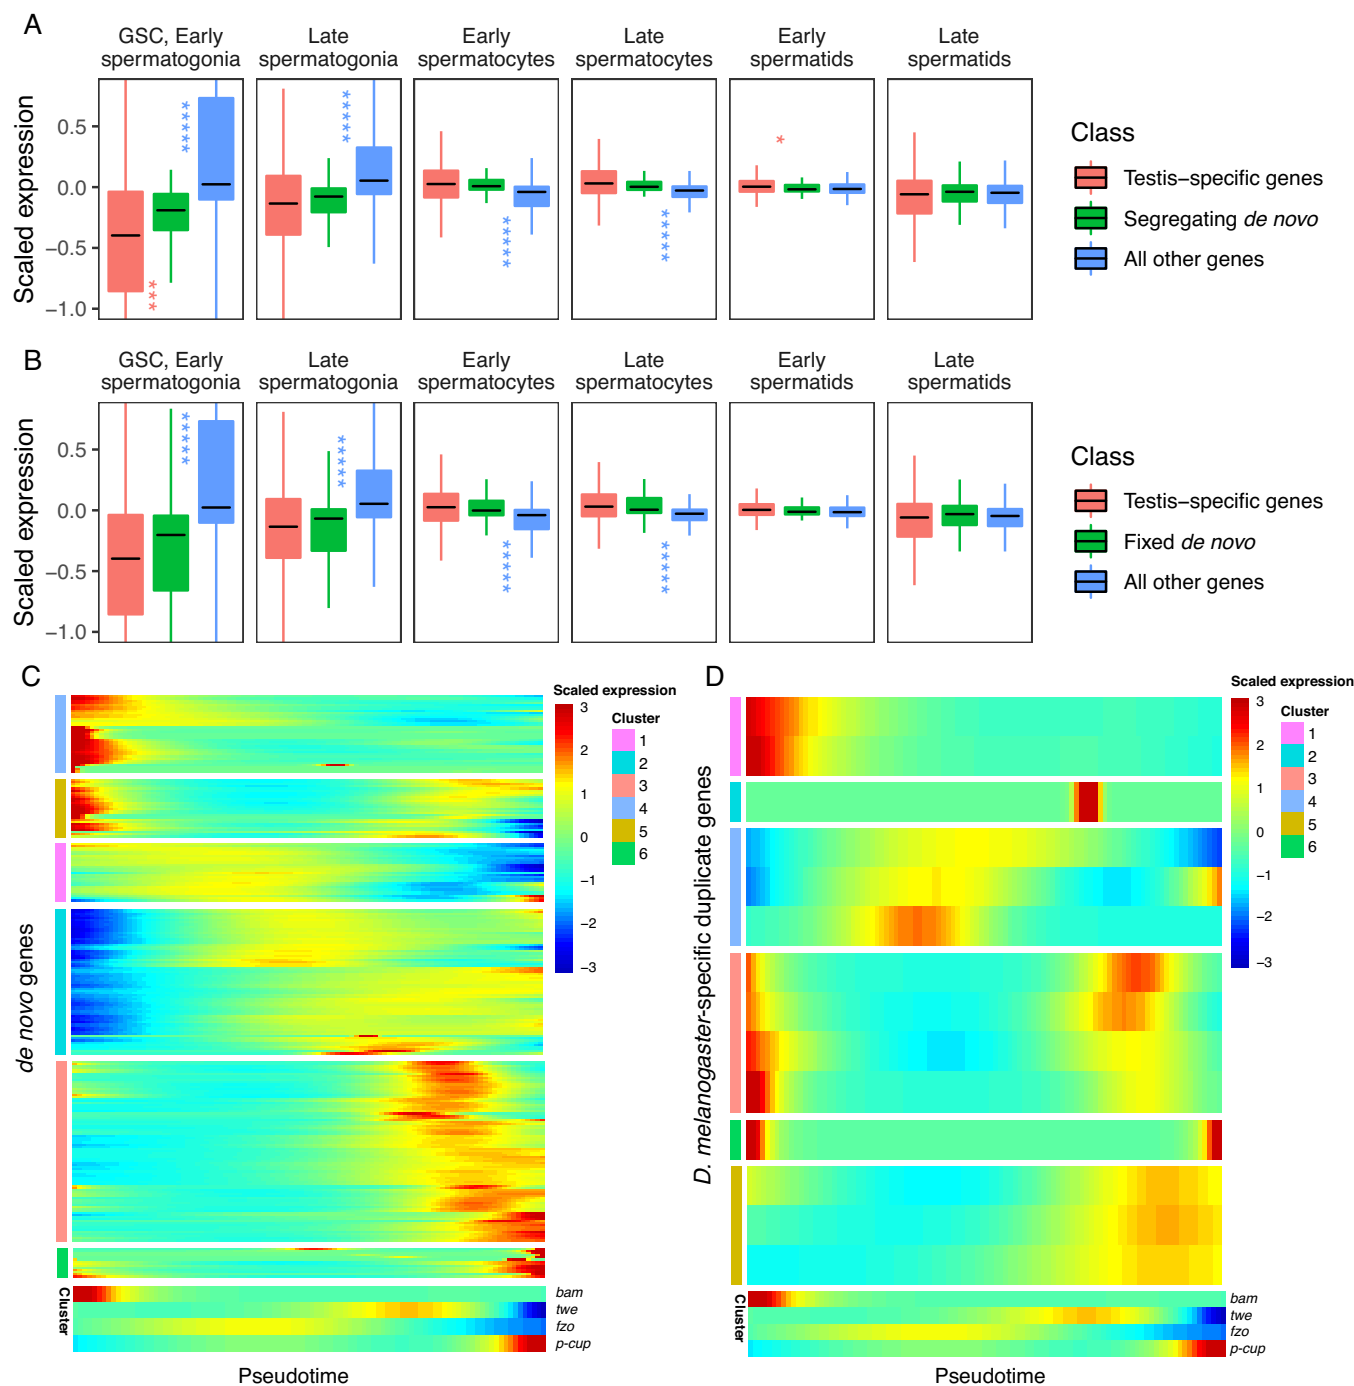 A
GSC, Early spermatogonia
Late spermatogonia
Early spermatocytes
Late spermatocytes
Early spermatids
Late spermatids
Scaled expression
0.5
0.0
−0.5
−1.0
*****
***
*****
*****
*****
*
Class
Testis−specific genes
Segregating de novo
All other genes
B
GSC, Early spermatogonia
Late spermatogonia
Early spermatocytes
Late spermatocytes
Early spermatids
Late spermatids
Scaled expression
0.5
0.0
−0.5
−1.0
*****
*****
*****
*****
Class
Testis−specific genes
Fixed de novo
All other genes
C
de novo genes
Scaled expression
3
2
1
0
−1
−2
−3
Cluster
1
2
3
4
5
6
Cluster
bam
twe
fzo
p-cup
Pseudotime
D
D. melanogaster-specific duplicate genes
Scaled expression
3
2
1
0
−1
−2
−3
Cluster
1
2
3
4
5
6
Cluster
bam
twe
fzo
p-cup
Pseudotime